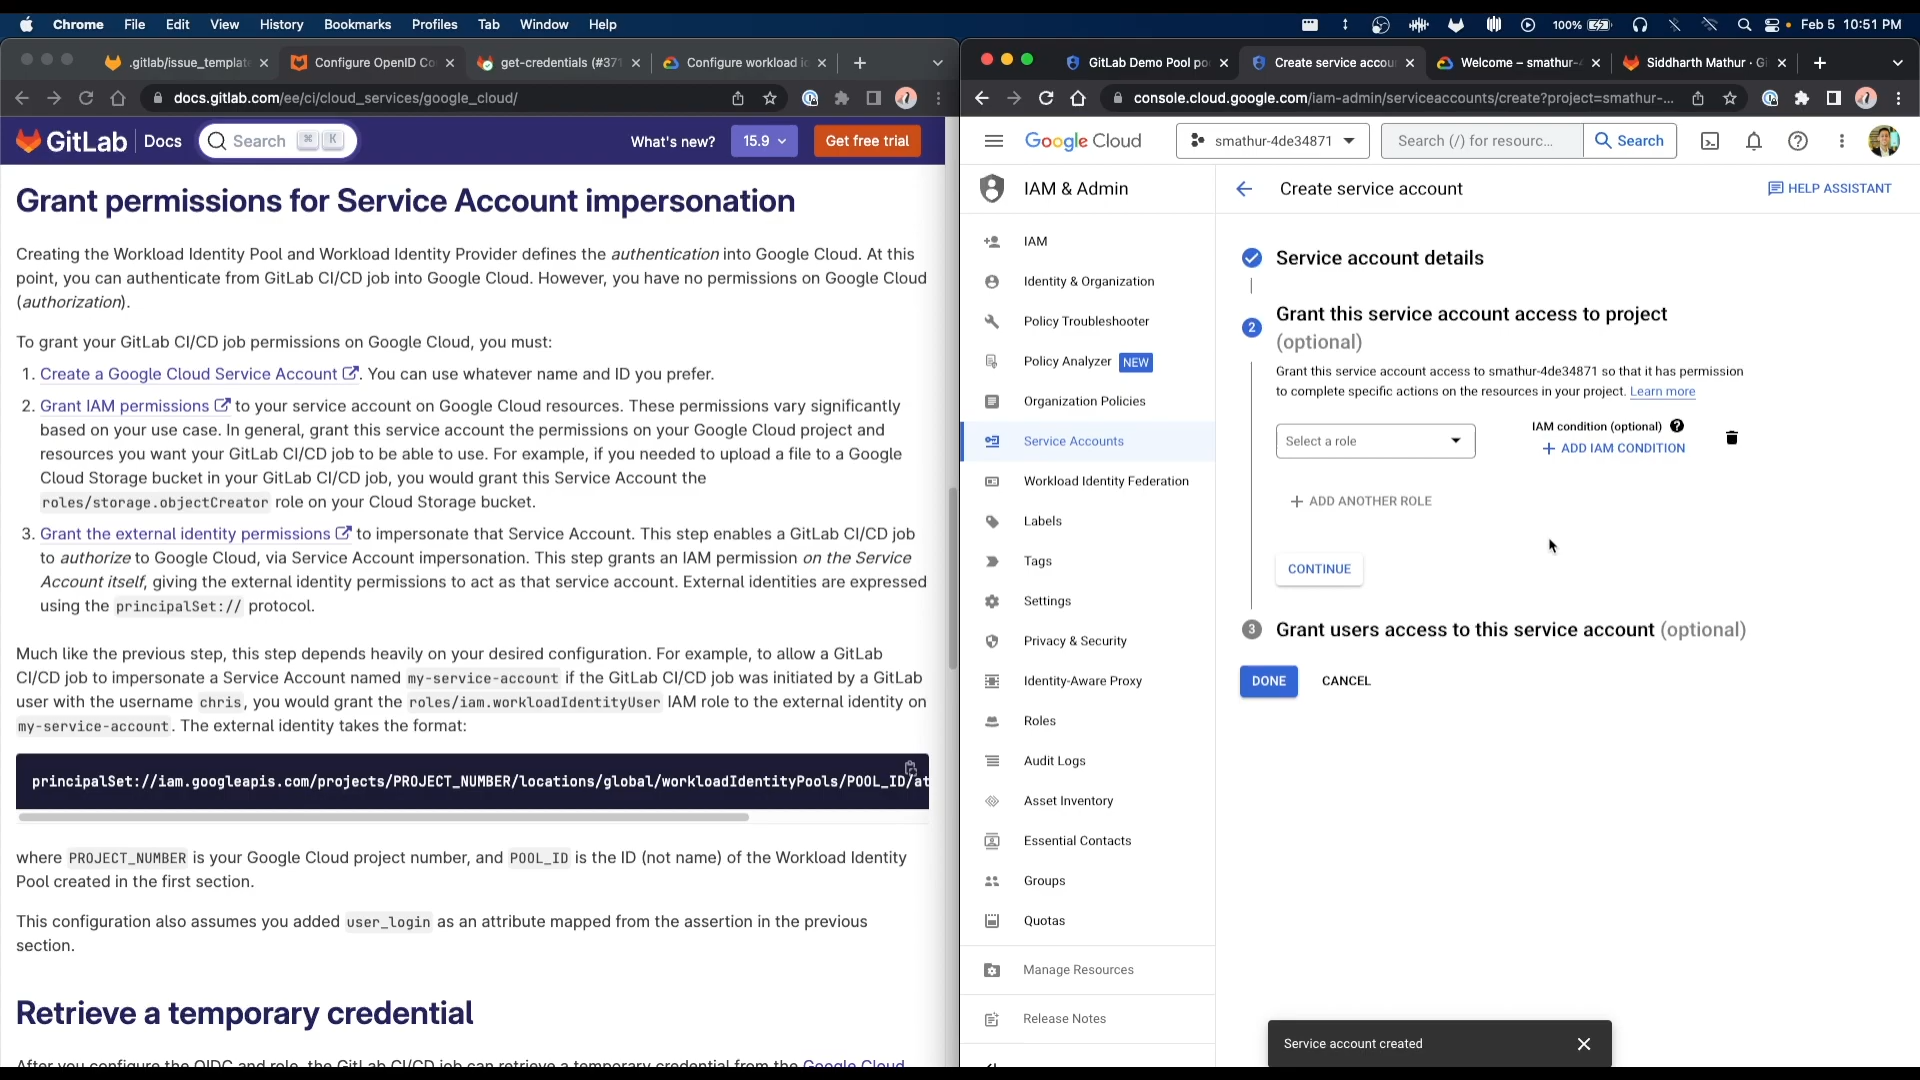 Chrome File Edit View History Bookmarks Profiles Tab Window Help
100% Feb 5 10:51 PM
.gitlab/issue_templat
Configure OpenID Co
get-credentials (#371
Configure workload id
docs.gitlab.com/ee/ci/cloud_services/google_cloud/
GitLab Docs
Search ⌘ K
What's new?
15.9
Get free trial
Grant permissions for Service Account impersonation
Creating the Workload Identity Pool and Workload Identity Provider defines the authentication into Google Cloud. At this
point, you can authenticate from GitLab CI/CD job into Google Cloud. However, you have no permissions on Google Cloud
(authorization).
To grant your GitLab CI/CD job permissions on Google Cloud, you must:
1. Create a Google Cloud Service Account. You can use whatever name and ID you prefer.
2. Grant IAM permissions to your service account on Google Cloud resources. These permissions vary significantly
based on your use case. In general, grant this service account the permissions on your Google Cloud project and
resources you want your GitLab CI/CD job to be able to use. For example, if you needed to upload a file to a Google
Cloud Storage bucket in your GitLab CI/CD job, you would grant this Service Account the
roles/storage.objectCreator role on your Cloud Storage bucket.
3. Grant the external identity permissions to impersonate that Service Account. This step enables a GitLab CI/CD job
to authorize to Google Cloud, via Service Account impersonation. This step grants an IAM permission on the Service
Account itself, giving the external identity permissions to act as that service account. External identities are expressed
using the principalSet:// protocol.
Much like the previous step, this step depends heavily on your desired configuration. For example, to allow a GitLab
CI/CD job to impersonate a Service Account named my-service-account if the GitLab CI/CD job was initiated by a GitLab
user with the username chris, you would grant the roles/iam.workloadIdentityUser IAM role to the external identity on
my-service-account. The external identity takes the format:
principalSet://iam.googleapis.com/projects/PROJECT_NUMBER/locations/global/workloadIdentityPools/POOL_ID/at
where PROJECT_NUMBER is your Google Cloud project number, and POOL_ID is the ID (not name) of the Workload Identity
Pool created in the first section.
This configuration also assumes you added user_login as an attribute mapped from the assertion in the previous
section.
Retrieve a temporary credential
After you configure the OIDC and role, the GitLab CI/CD job can retrieve a temporary credential from the Google Cloud
GitLab Demo Pool po
Create service accou
Welcome – smathur-
Siddharth Mathur · Gi
console.cloud.google.com/iam-admin/serviceaccounts/create?project=smathur-...
Google Cloud
smathur-4de34871
Search (/) for resourc...
Search
IAM & Admin
IAM
Identity & Organization
Policy Troubleshooter
Policy Analyzer NEW
Organization Policies
Service Accounts
Workload Identity Federation
Labels
Tags
Settings
Privacy & Security
Identity-Aware Proxy
Roles
Audit Logs
Asset Inventory
Essential Contacts
Groups
Quotas
Manage Resources
Release Notes
Create service account
HELP ASSISTANT
Service account details
2 Grant this service account access to project
(optional)
Grant this service account access to smathur-4de34871 so that it has permission
to complete specific actions on the resources in your project. Learn more
Select a role
IAM condition (optional) ?
+ ADD IAM CONDITION
+ ADD ANOTHER ROLE
CONTINUE
3 Grant users access to this service account (optional)
DONE
CANCEL
Service account created